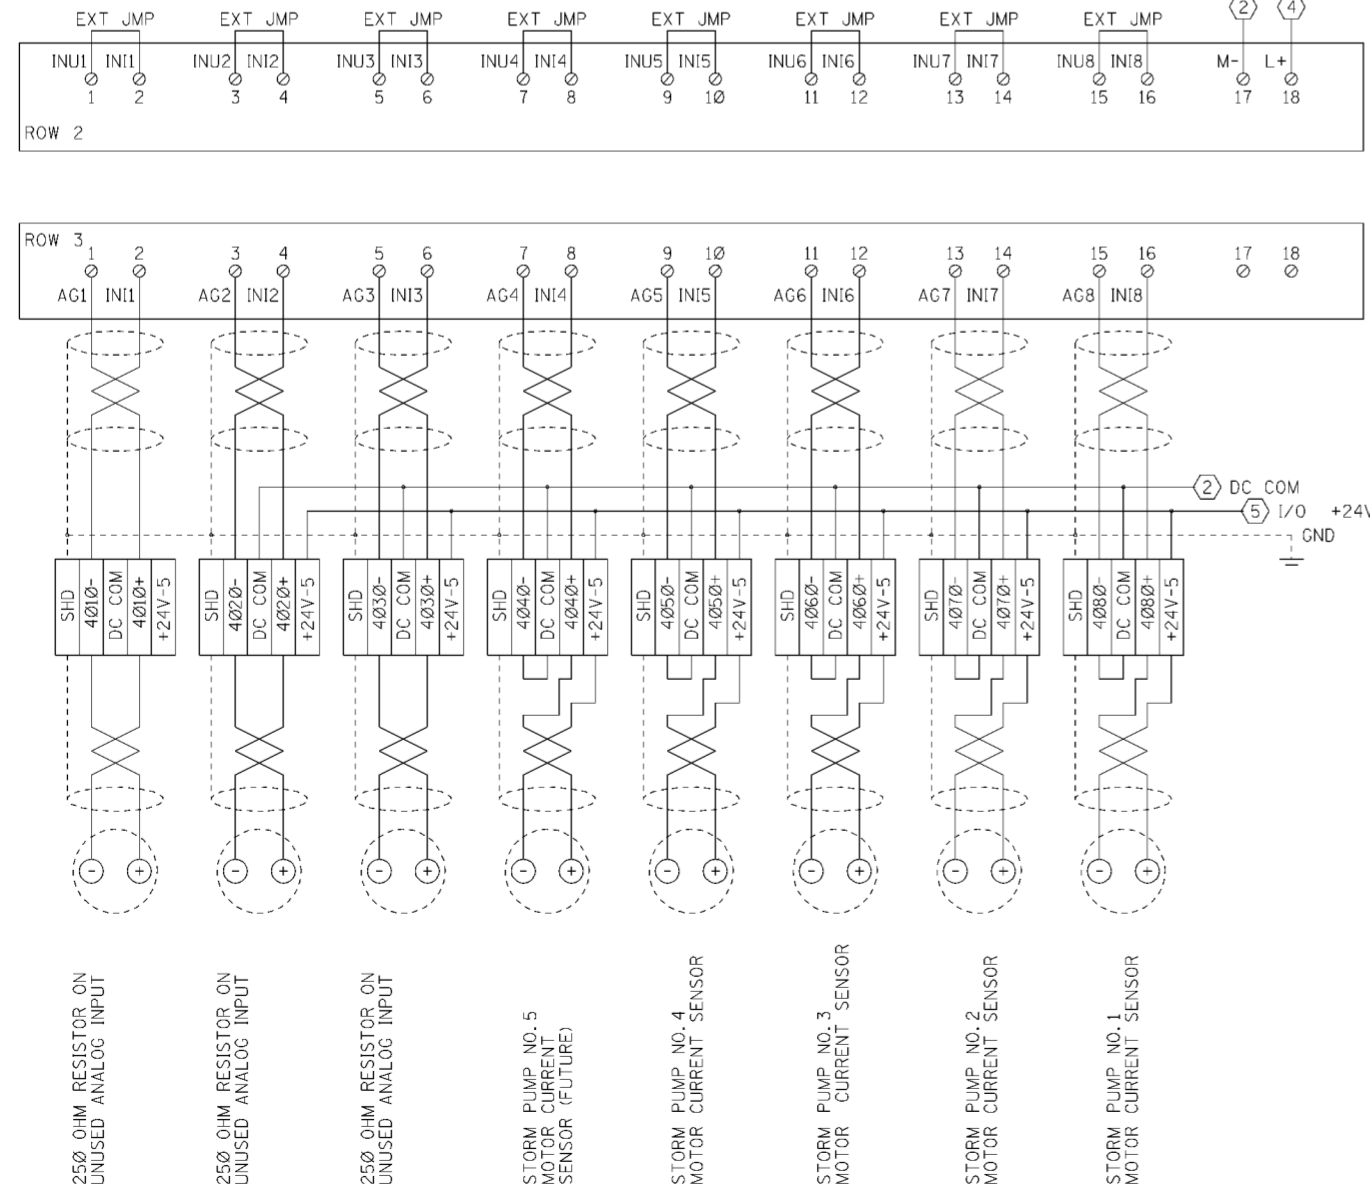 EXT JMP EXT JMP EXT JMP EXT JMP EXT JMP EXT JMP EXT JMP EXT JMP 2 4
INU1 INI1 INU2 INI2 INU3 INI3 INU4 INI4 INU5 INI5 INU6 INI6 INU7 INI7 INU8 INI8 M- L+
1 2 3 4 5 6 7 8 9 1Ø 11 12 13 14 15 16 17 18
ROW 2
ROW 3
1 2 3 4 5 6 7 8 9 1Ø 11 12 13 14 15 16 17 18
AG1 INI1 AG2 INI2 AG3 INI3 AG4 INI4 AG5 INI5 AG6 INI6 AG7 INI7 AG8 INI8
2 DC COM
5 I/O +24V
GND
SHD
4Ø1Ø-
DC COM
4Ø1Ø+
+24V-5
SHD
4Ø2Ø-
DC COM
4Ø2Ø+
+24V-5
SHD
4Ø3Ø-
DC COM
4Ø3Ø+
+24V-5
SHD
4Ø4Ø-
DC COM
4Ø4Ø+
+24V-5
SHD
4Ø5Ø-
DC COM
4Ø5Ø+
+24V-5
SHD
4Ø6Ø-
DC COM
4Ø6Ø+
+24V-5
SHD
4Ø7Ø-
DC COM
4Ø7Ø+
+24V-5
SHD
4Ø8Ø-
DC COM
4Ø8Ø+
+24V-5
- + - + - + - + - + - + - + - +
25Ø OHM RESISTOR ON
UNUSED ANALOG INPUT
25Ø OHM RESISTOR ON
UNUSED ANALOG INPUT
25Ø OHM RESISTOR ON
UNUSED ANALOG INPUT
STORM PUMP NO.5
MOTOR CURRENT
SENSOR (FUTURE)
STORM PUMP NO.4
MOTOR CURRENT SENSOR
STORM PUMP NO.3
MOTOR CURRENT SENSOR
STORM PUMP NO.2
MOTOR CURRENT SENSOR
STORM PUMP NO.1
MOTOR CURRENT SENSOR